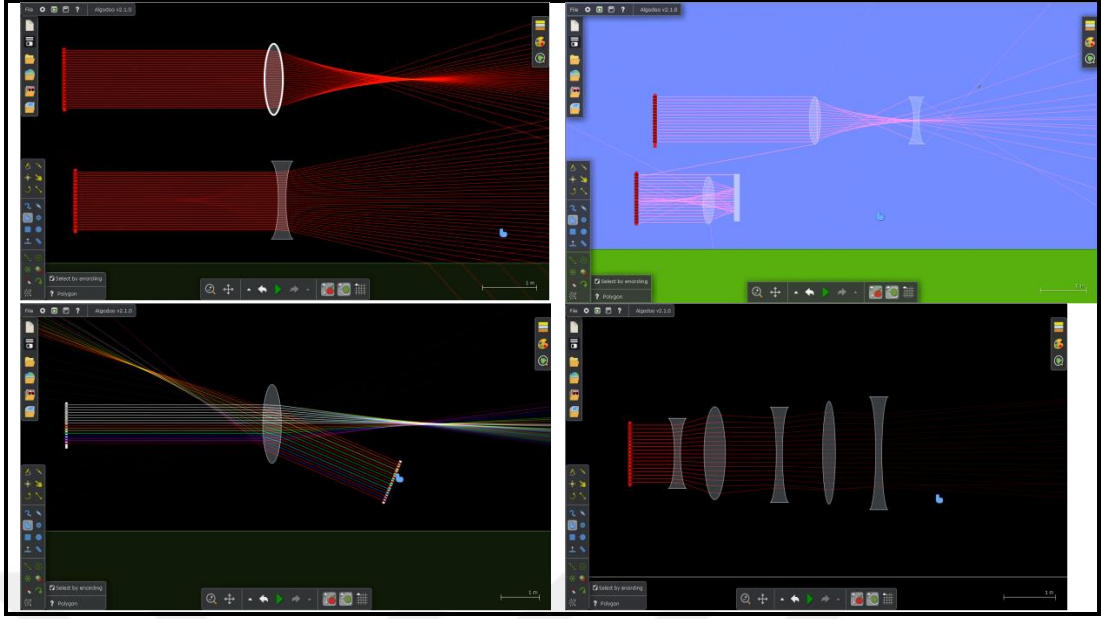 File ? Algodoo v2.1.0
Select by encircling
? Polygon
1 m
File ? Algodoo v2.1.0
Select by encircling
? Polygon
1 m
File ? Algodoo v2.1.0
Select by encircling
? Polygon
1 m
File ? Algodoo v2.1.0
Select by encircling
? Polygon
1 m